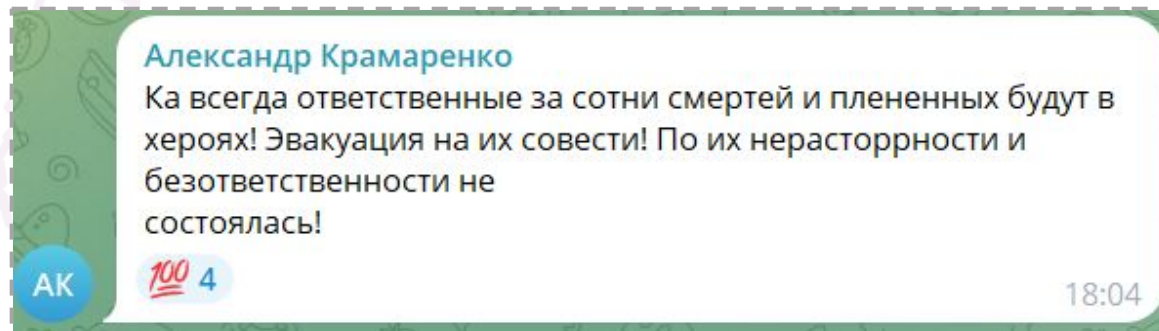 Александр Крамаренко
Ка всегда ответственные за сотни смертей и плененных будут в
хероях! Эвакуация на их совести! По их нерасторрности и
безответственности не
состоялась!
💯 4
АК
18:04